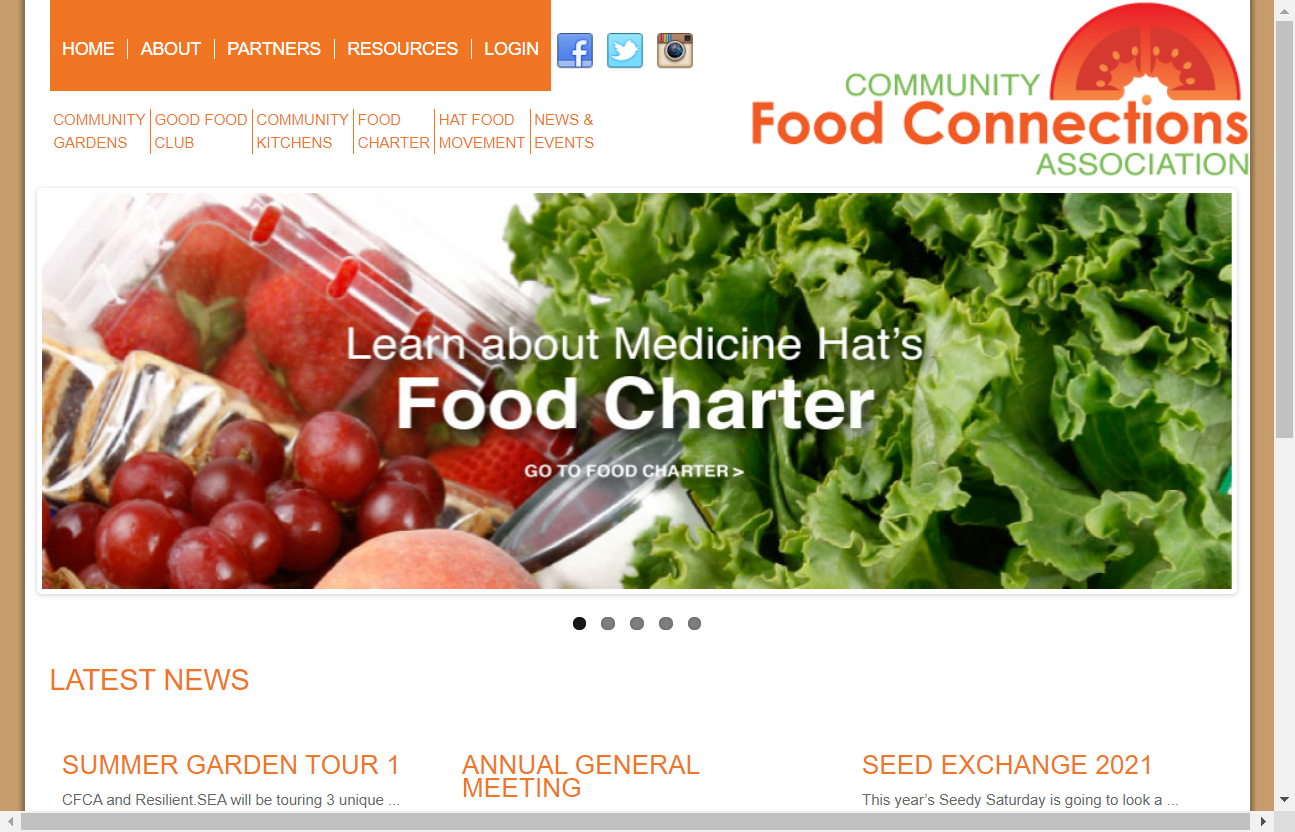 HOME ABOUT PARTNERS RESOURCES LOGIN
COMMUNITY GARDENS
GOOD FOOD CLUB
COMMUNITY KITCHENS
FOOD CHARTER
HAT FOOD MOVEMENT
NEWS & EVENTS
COMMUNITY
Food Connections
ASSOCIATION
Learn about Medicine Hat's
Food Charter
GO TO FOOD CHARTER >
LATEST NEWS
SUMMER GARDEN TOUR 1
CFCA and Resilient.SEA will be touring 3 unique ...
ANNUAL GENERAL
MEETING
SEED EXCHANGE 2021
This year’s Seedy Saturday is going to look a ...